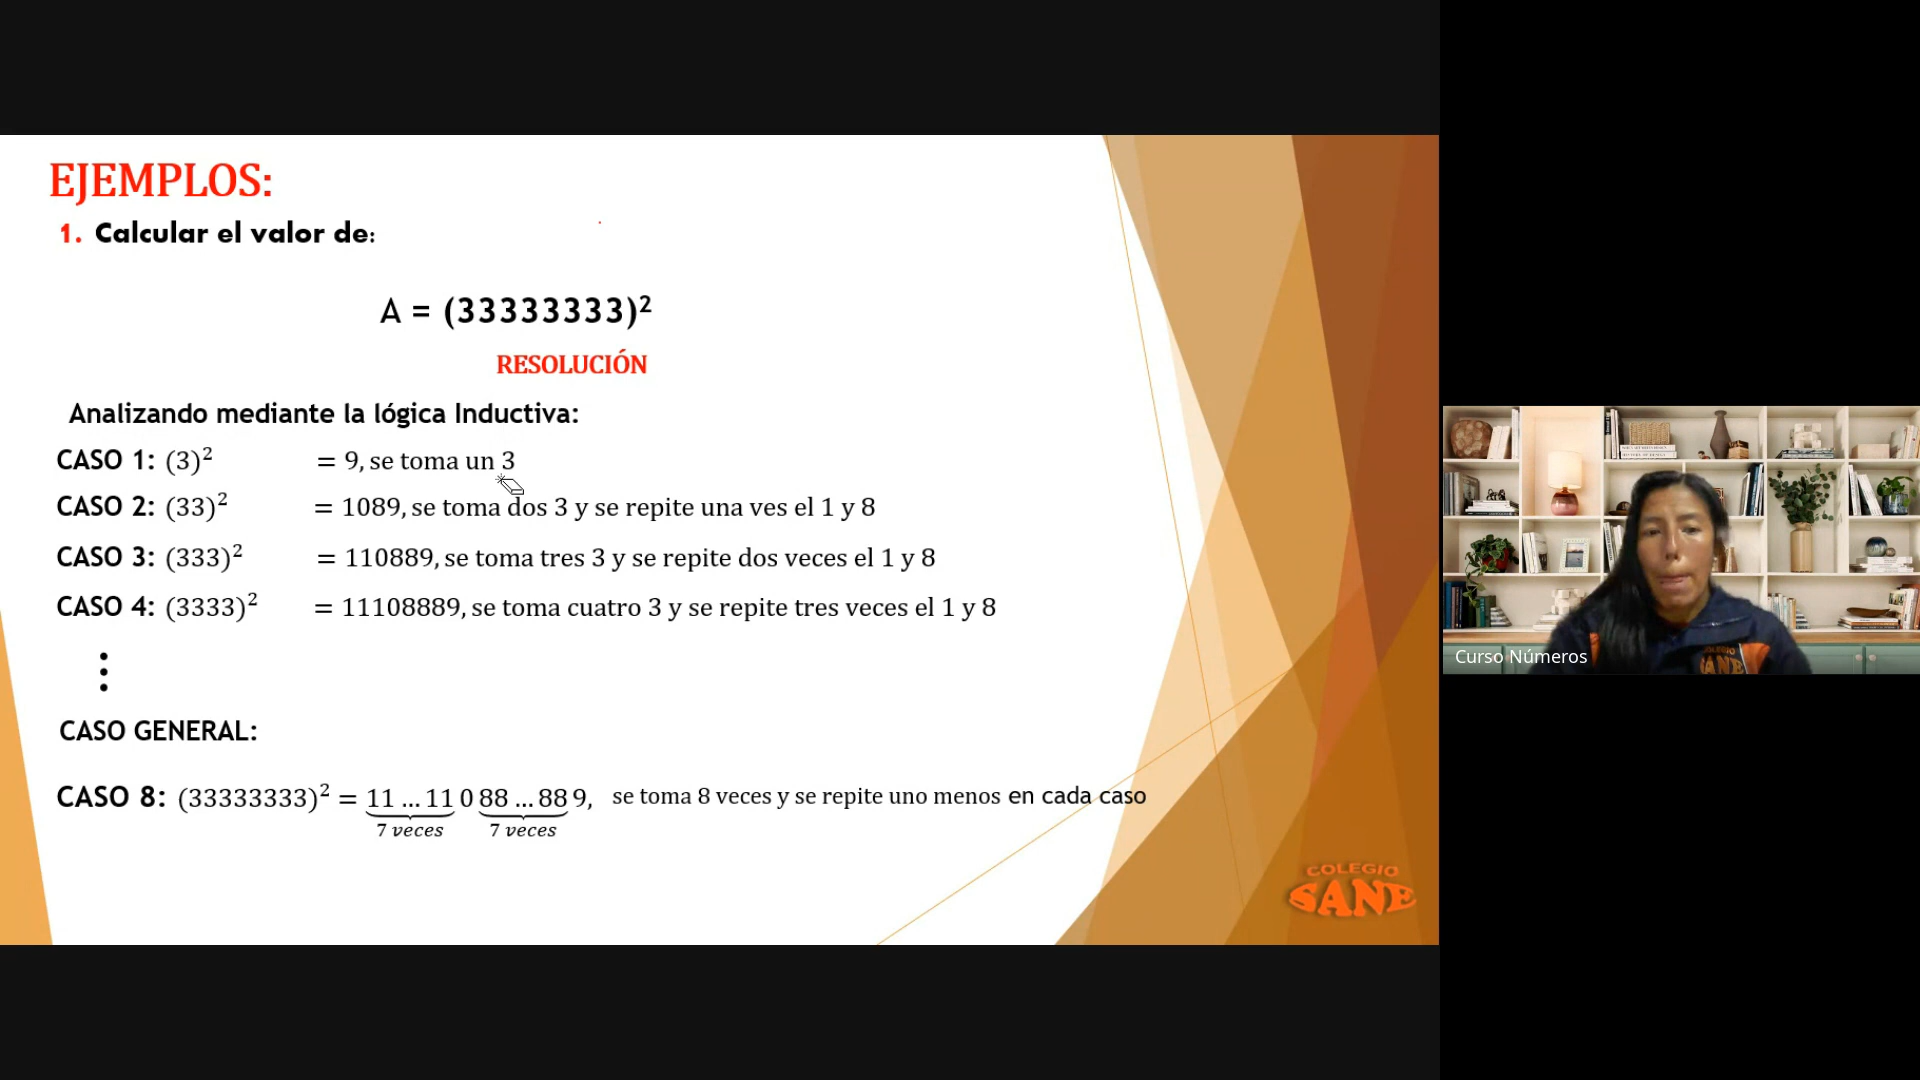 EJEMPLOS:
1. Calcular el valor de:
A = (33333333)²
RESOLUCIÓN
Analizando mediante la lógica Inductiva:
CASO 1: (3)² = 9, se toma un 3
CASO 2: (33)² = 1089, se toma dos 3 y se repite una ves el 1 y 8
CASO 3: (333)² = 110889, se toma tres 3 y se repite dos veces el 1 y 8
CASO 4: (3333)² = 11108889, se toma cuatro 3 y se repite tres veces el 1 y 8
⋮
CASO GENERAL:
CASO 8: (33333333)² = 11 ... 11 0 88 ... 88 9, se toma 8 veces y se repite uno menos en cada caso
7 veces 7 veces
COLEGIO
SANE
Curso Números